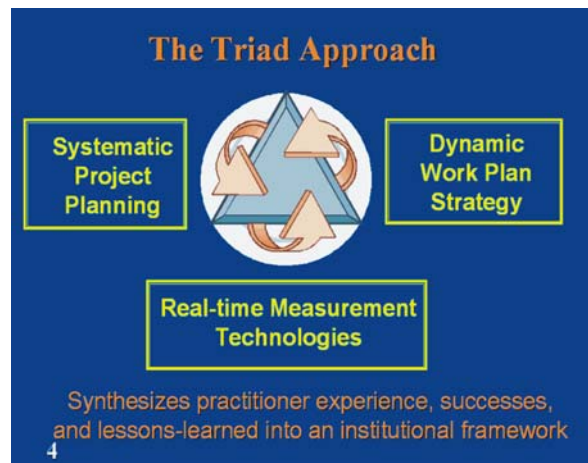 The Triad Approach
Systematic
Project
Planning
Dynamic
Work Plan
Strategy
Real-time Measurement
Technologies
Synthesizes practitioner experience, successes,
and lessons-learned into an institutional framework
4